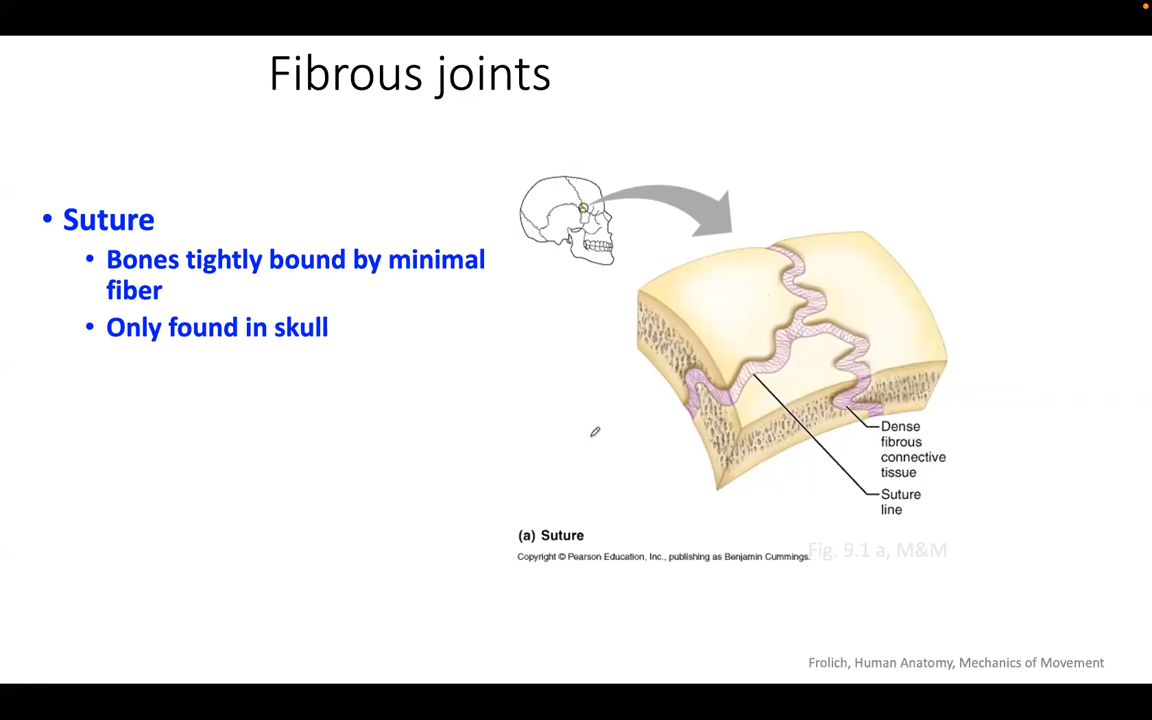 Fibrous joints
• Suture
• Bones tightly bound by minimal
fiber
• Only found in skull
Dense
fibrous
connective
tissue
Suture
line
(a) Suture
Copyright © Pearson Education, Inc., publishing as Benjamin Cummings.
Fig. 9.1 a, M&M
Frolich, Human Anatomy, Mechanics of Movement